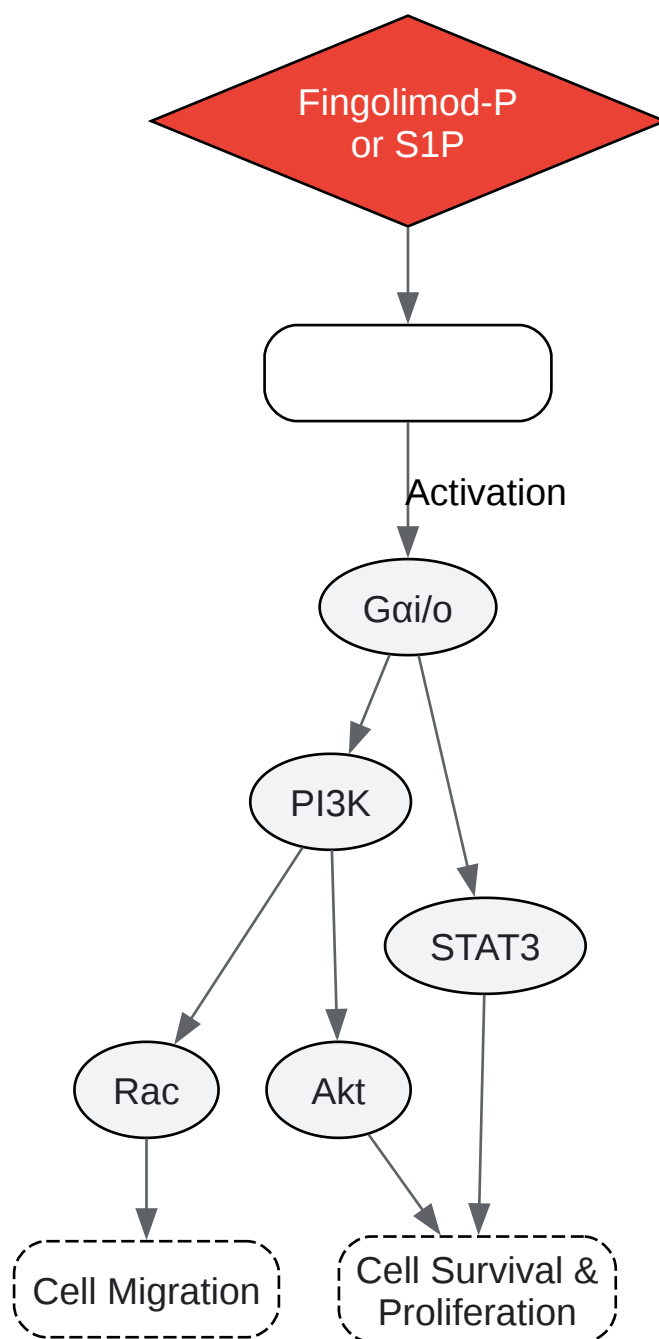 Fingolimod-P
or S1P
Activation
Gαi/o
PI3K
STAT3
Rac
Akt
Cell Migration
Cell Survival &
Proliferation